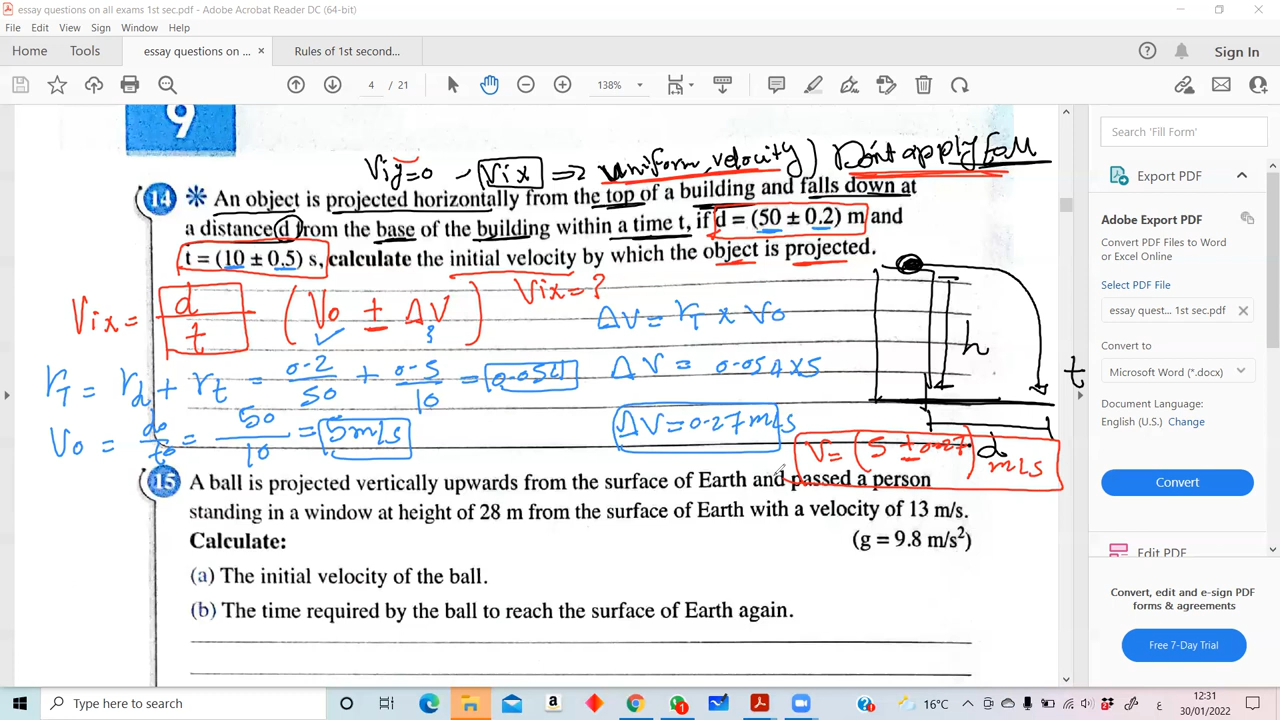 essay questions on all exams 1st sec.pdf - Adobe Acrobat Reader DC (64-bit)
File Edit View Sign Window Help
Home Tools essay questions on ... × Rules of 1st second... Sign In
4 / 21 138%
Search 'Fill Form'
Export PDF
Adobe Export PDF
Convert PDF Files to Word or Excel Online
Select PDF File
essay quest... 1st sec.pdf ×
Convert to
Microsoft Word (*.docx)
Document Language:
English (U.S.) Change
Convert
Edit PDF
Convert, edit and e-sign PDF forms & agreements
Free 7-Day Trial
9
Viy=0 - Vix ⇒ uniform velocity) Don't apply fall
14 * An object is projected horizontally from the top of a building and falls down at
a distance d from the base of the building within a time t, if d = (50 ± 0.2) m and
t = (10 ± 0.5) s, calculate the initial velocity by which the object is projected.
Vix = d/t (Vo ± ΔV) Vix = ?
ΔV = rT x Vo
h
t
rT = rd + rt = 0.2/50 + 0.5/10 = 0.054
ΔV = 0.054 x 5
Vo = do/to = 50/10 = 5 m/s
ΔV = 0.27 m/s
d
V = (5 ± 0.27) m/s
15 A ball is projected vertically upwards from the surface of Earth and passed a person
standing in a window at height of 28 m from the surface of Earth with a velocity of 13 m/s.
Calculate: (g = 9.8 m/s²)
(a) The initial velocity of the ball.
(b) The time required by the ball to reach the surface of Earth again.
Type here to search
16°C
ع
12:31
30/01/2022